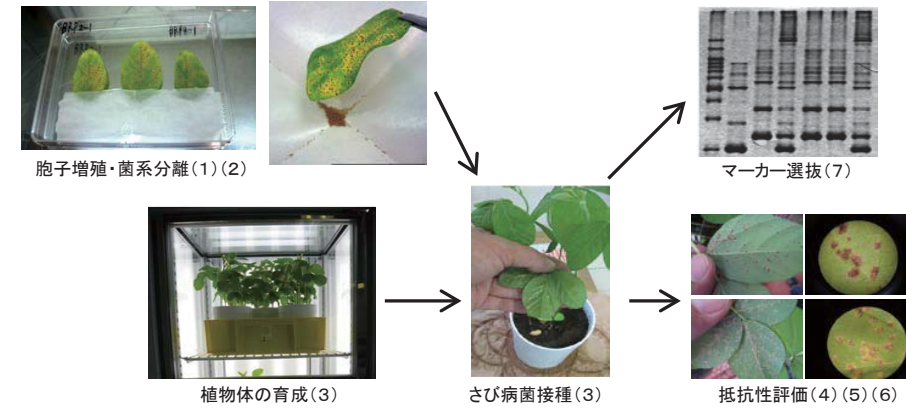 胞子増殖・菌系分離(1)(2)
マーカー選抜(7)
植物体の育成(3)
さび病菌接種(3)
抵抗性評価(4)(5)(6)